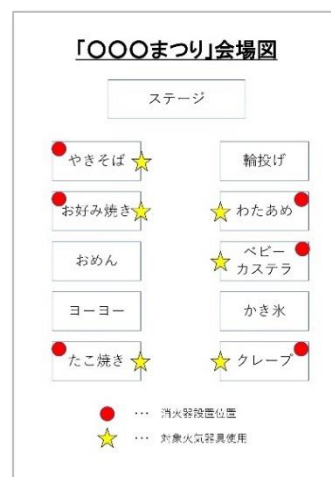 「〇〇〇まつり」会場図
ステージ
やきそば
輪投げ
お好み焼き
わたあめ
おめん
ベビー
カステラ
ヨーヨー
かき氷
たこ焼き
クレープ
… 消火器設置位置
… 対象火気器具使用